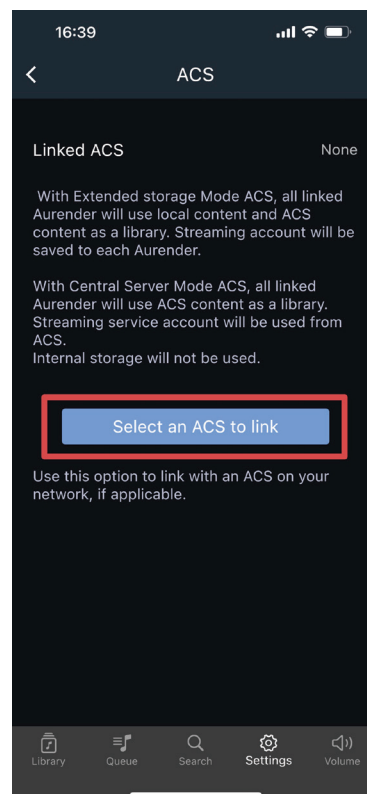 16:39
ACS
Linked ACS None
With Extended storage Mode ACS, all linked
Aurender will use local content and ACS
content as a library. Streaming account will be
saved to each Aurender.
With Central Server Mode ACS, all linked
Aurender will use ACS content as a library.
Streaming service account will be used from
ACS.
Internal storage will not be used.
Select an ACS to link
Use this option to link with an ACS on your
network, if applicable.
Library Queue Search Settings Volume